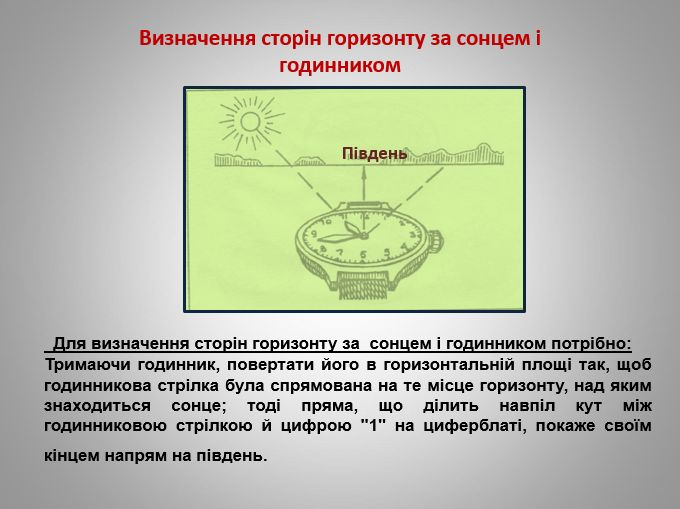 Визначення сторін горизонту за сонцем і
годинником
Південь
Для визначення сторін горизонту за сонцем і годинником потрібно:
Тримаючи годинник, повертати його в горизонтальній площі так, щоб
годинникова стрілка була спрямована на те місце горизонту, над яким
знаходиться сонце; тоді пряма, що ділить навпіл кут між
годинниковою стрілкою й цифрою "1" на циферблаті, покаже своїм
кінцем напрям на південь.